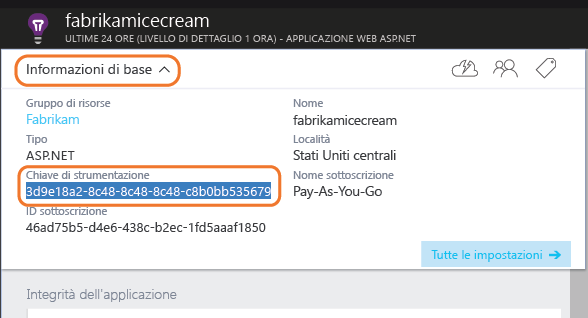 fabrikamicecream
ULTIME 24 ORE (LIVELLO DI DETTAGLIO 1 ORA) - APPLICAZIONE WEB ASP.NET
Informazioni di base
Gruppo di risorse
Fabrikam
Nome
fabrikamicecream
Tipo
ASP.NET
Località
Stati Uniti centrali
Chiave di strumentazione
3d9e18a2-8c48-8c48-8c48-c8b0bb535679
Nome sottoscrizione
Pay-As-You-Go
ID sottoscrizione
46ad75b5-d4e6-438c-b2ec-1fd5aaaf1850
Tutte le impostazioni
Integrità dell'applicazione